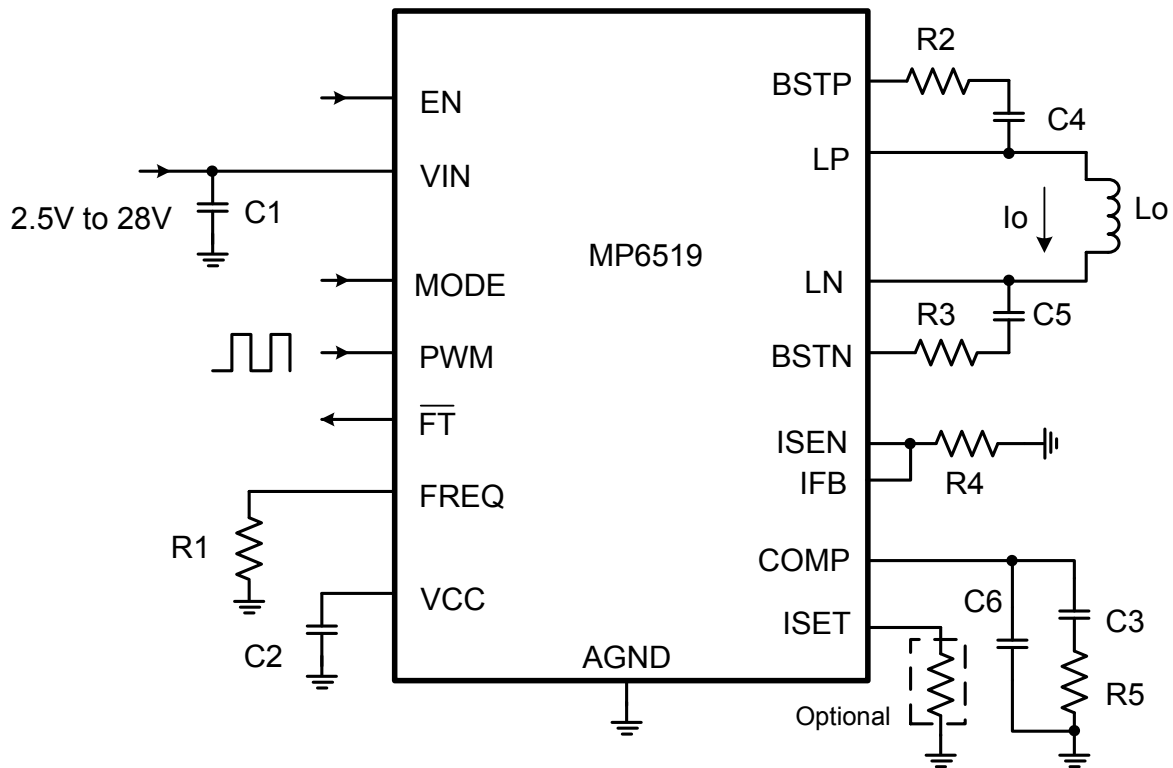 R2
BSTP
EN
C4
LP
VIN
2.5V to 28V
C1
Io
Lo
MP6519
MODE
LN
R3
C5
PWM
BSTN
FT
ISEN
R4
IFB
FREQ
R1
COMP
VCC
C6
C3
ISET
C2
AGND
R5
Optional